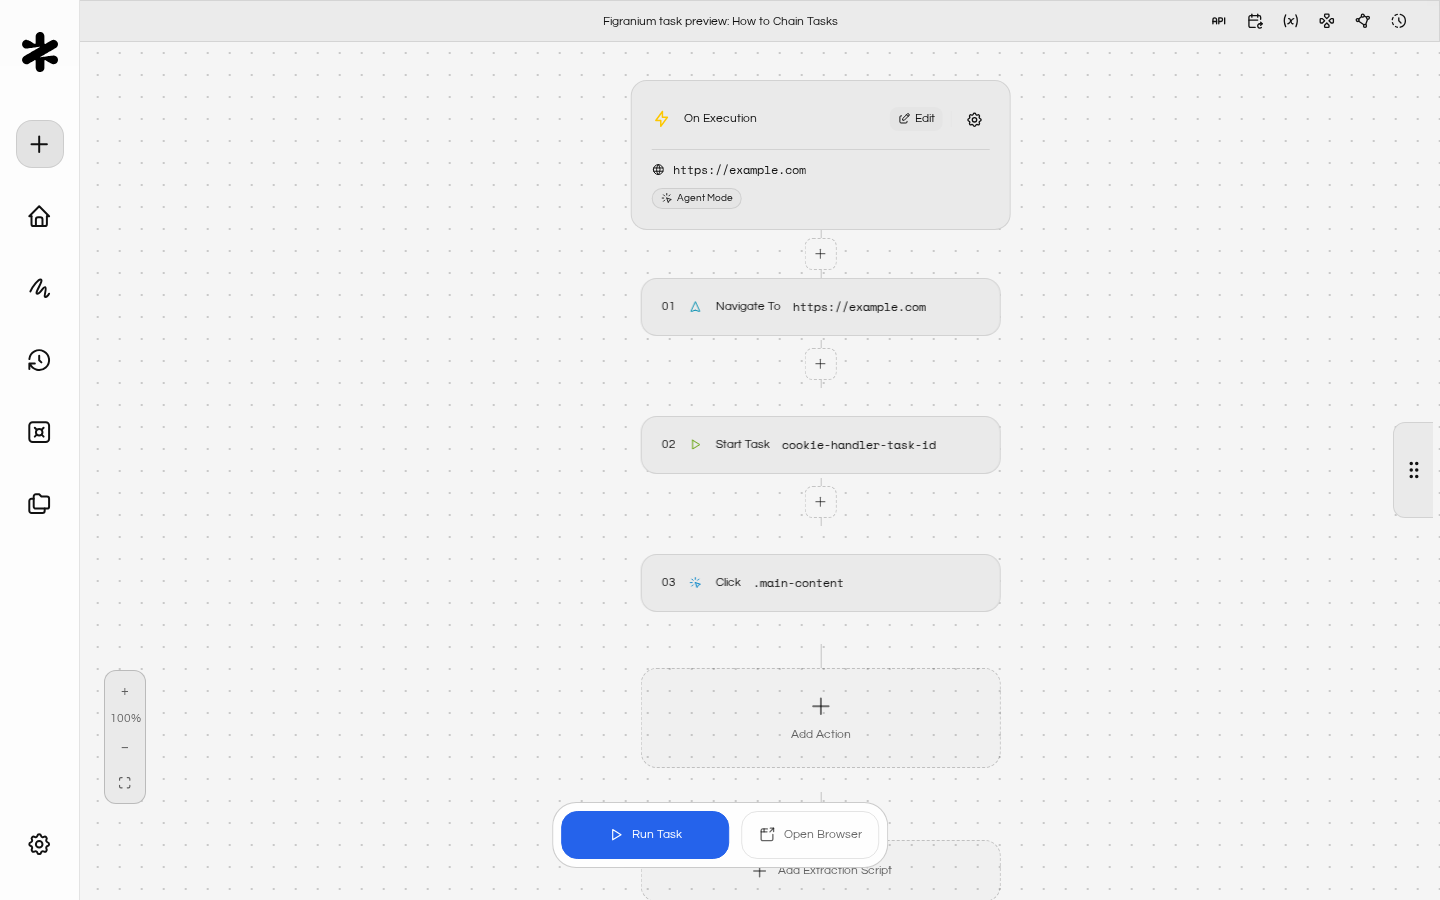 Figranium task preview: How to Chain Tasks
API
(x)
On Execution
Edit
https://example.com
Agent Mode
01 Navigate To https://example.com
02 Start Task cookie-handler-task-id
03 Click .main-content
+
100%
−
Add Action
Run Task
Open Browser
Add Extraction Script